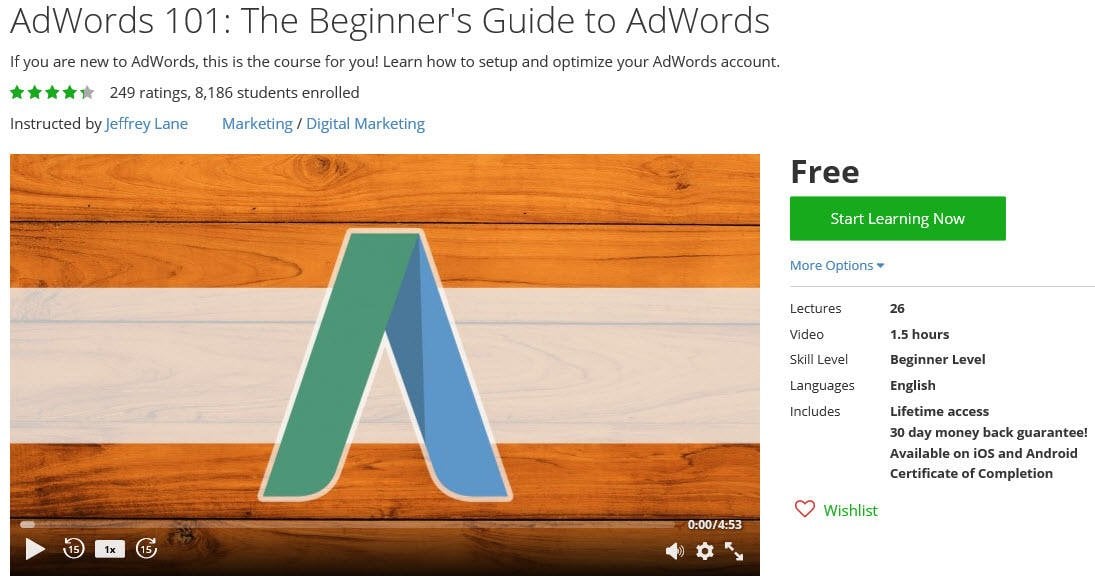 AdWords 101: The Beginner's Guide to AdWords
If you are new to AdWords, this is the course for you! Learn how to setup and optimize your AdWords account.
249 ratings, 8,186 students enrolled
Instructed by Jeffrey Lane Marketing / Digital Marketing
Free
Start Learning Now
More Options
Lectures 26
Video 1.5 hours
Skill Level Beginner Level
Languages English
Includes Lifetime access
30 day money back guarantee!
Available on iOS and Android
Certificate of Completion
Wishlist
0:00/4:53
15 1x 15